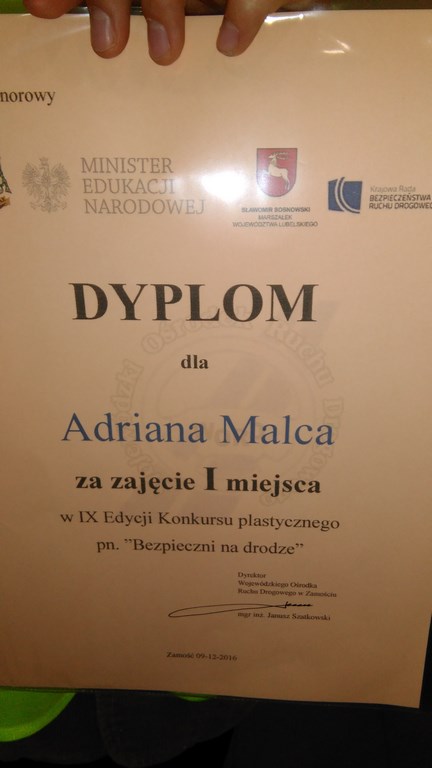 norowy
MINISTER
EDUKACJI
NARODOWEJ
SŁAWOMIR SOSNOWSKI
MARSZAŁEK
WOJEWÓDZTWA LUBELSKIEGO
Krajowa Rada
BEZPIECZEŃSTWA
RUCHU DROGOWEGO
DYPLOM
dla
Adriana Malca
za zajęcie I miejsca
w IX Edycji Konkursu plastycznego
pn. ”Bezpieczni na drodze”
Dyrektor
Wojewódzkiego Ośrodka
Ruchu Drogowego w Zamościu
mgr inż. Janusz Szatkowski
Zamość 09-12-2016
Ośrodek Ruchu